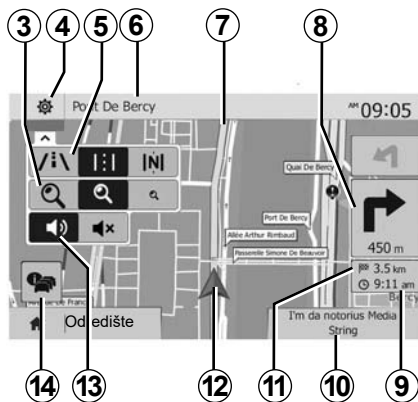 3
4
5
6
7
8
Pont De Bercy
AM 09:05
N
Quai De Bercy
Port De Bercy
Allée Arthur Rimbaud
Passerelle Simone De Beauvoir
450 m
3.5 km
9:11 am
Bercy
Odredište
I'm da notorius Media
String
14
13
12
11
10
9